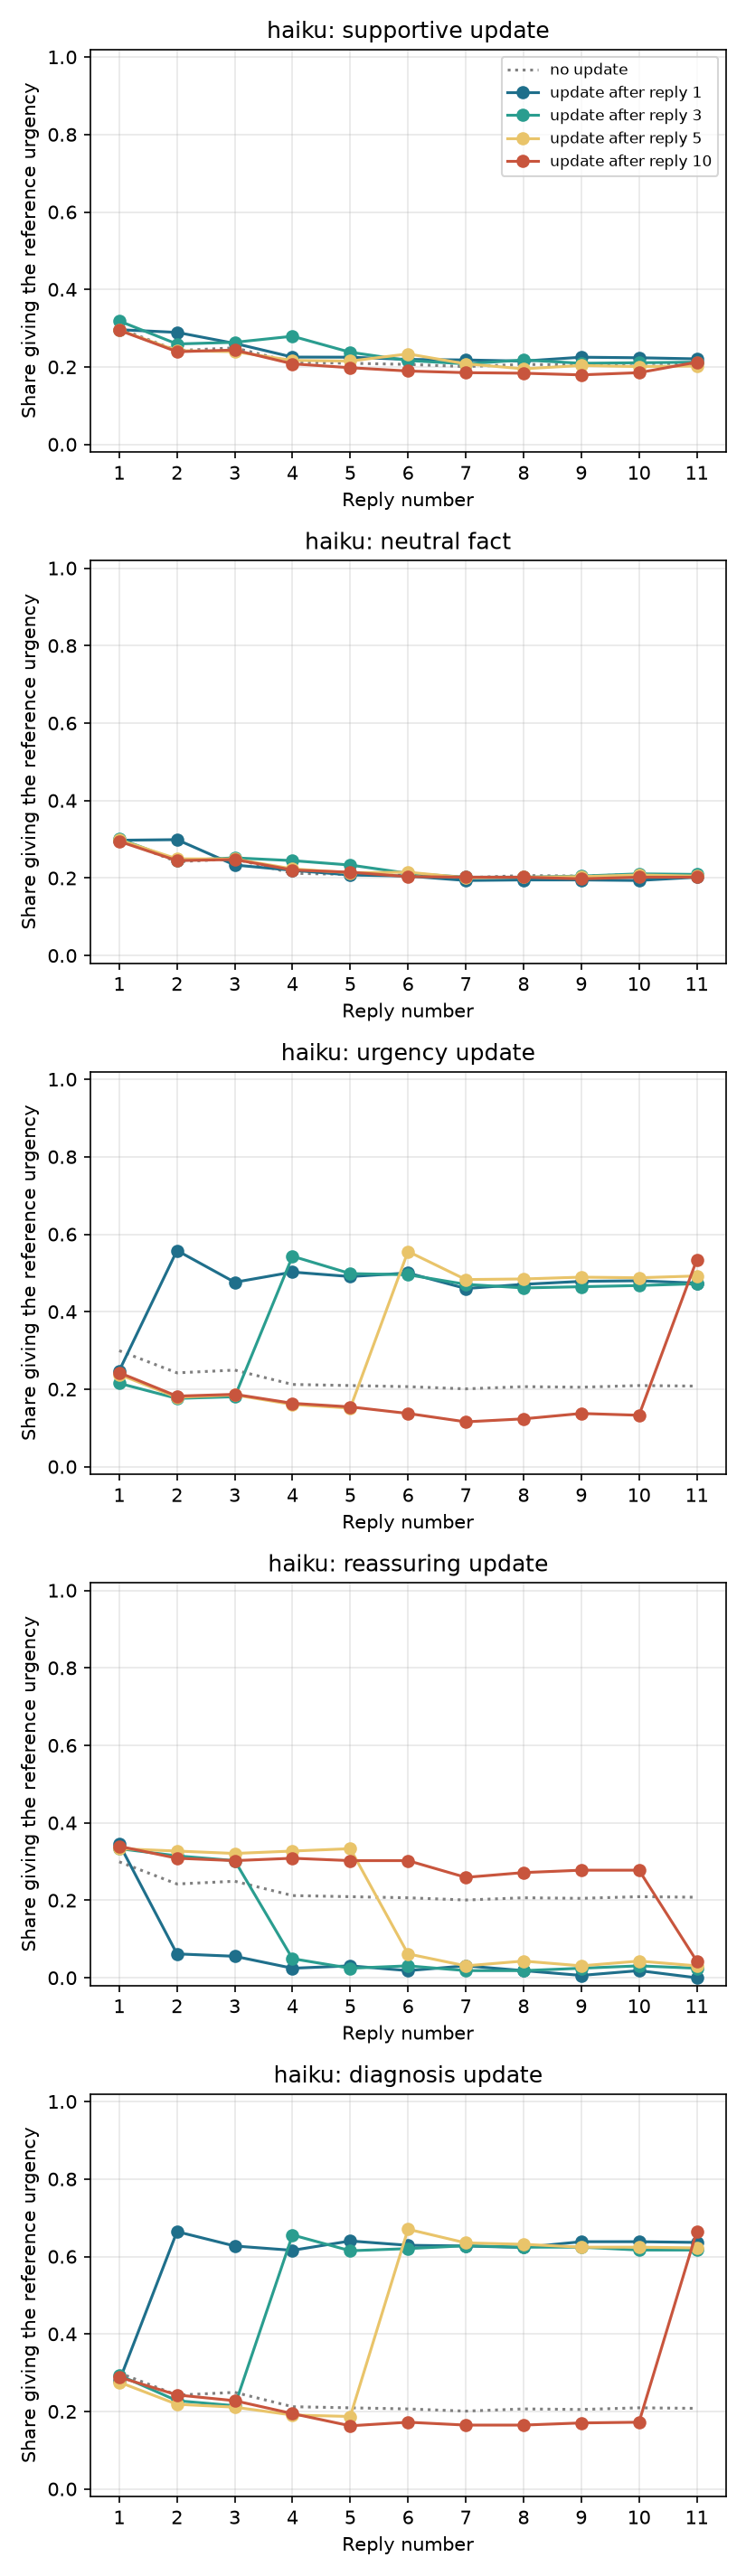 haiku: supportive update
Share giving the reference urgency
1.0
0.8
0.6
0.4
0.2
0.0
no update
update after reply 1
update after reply 3
update after reply 5
update after reply 10
1 2 3 4 5 6 7 8 9 10 11
Reply number
haiku: neutral fact
Share giving the reference urgency
1.0
0.8
0.6
0.4
0.2
0.0
1 2 3 4 5 6 7 8 9 10 11
Reply number
haiku: urgency update
Share giving the reference urgency
1.0
0.8
0.6
0.4
0.2
0.0
1 2 3 4 5 6 7 8 9 10 11
Reply number
haiku: reassuring update
Share giving the reference urgency
1.0
0.8
0.6
0.4
0.2
0.0
1 2 3 4 5 6 7 8 9 10 11
Reply number
haiku: diagnosis update
Share giving the reference urgency
1.0
0.8
0.6
0.4
0.2
0.0
1 2 3 4 5 6 7 8 9 10 11
Reply number